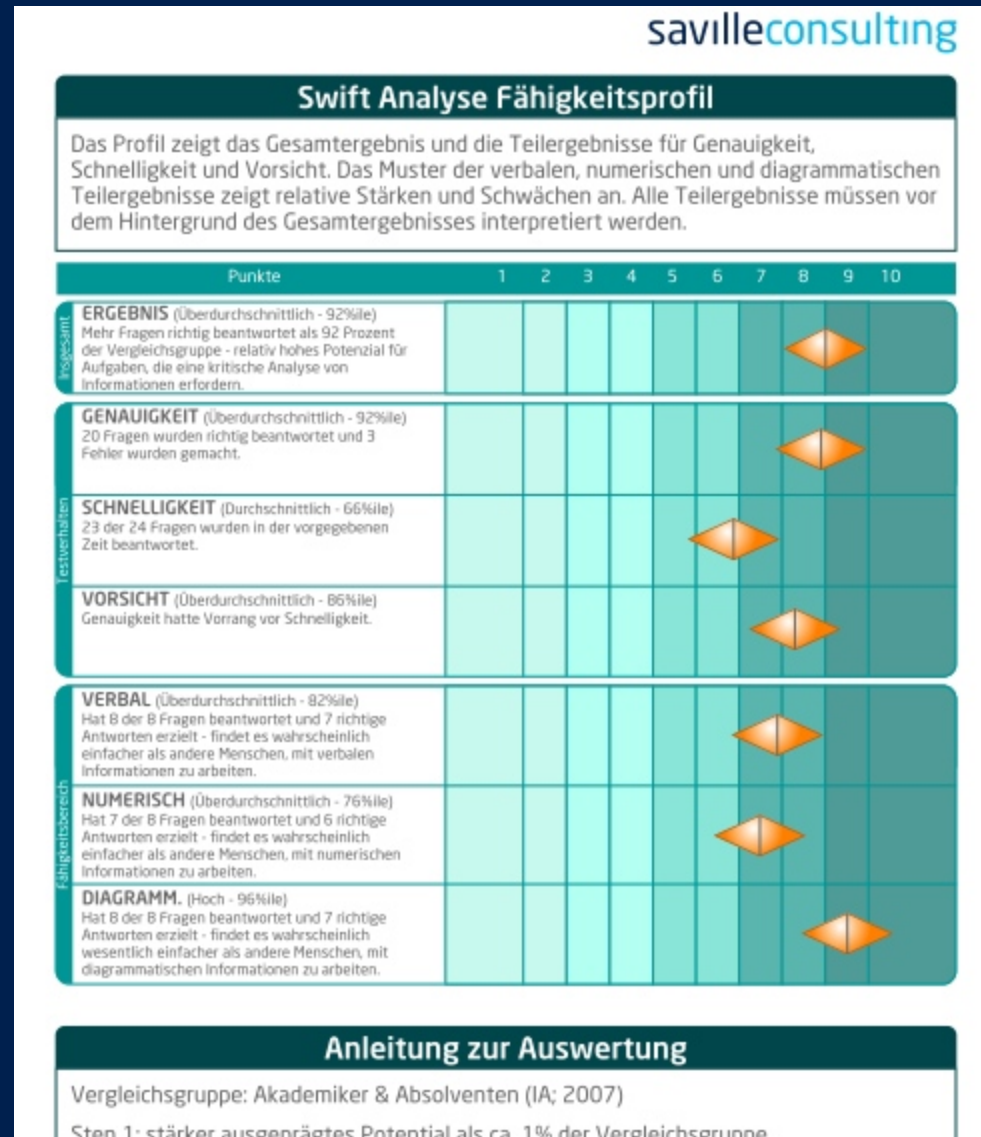 savilleconsulting
Swift Analyse Fähigkeitsprofil
Das Profil zeigt das Gesamtergebnis und die Teilergebnisse für Genauigkeit,
Schnelligkeit und Vorsicht. Das Muster der verbalen, numerischen und diagrammatischen
Teilergebnisse zeigt relative Stärken und Schwächen an. Alle Teilergebnisse müssen vor
dem Hintergrund des Gesamtergebnisses interpretiert werden.
Punkte 1 2 3 4 5 6 7 8 9 10
Insgesamt
ERGEBNIS (Überdurchschnittlich - 92%ile)
Mehr Fragen richtig beantwortet als 92 Prozent
der Vergleichsgruppe - relativ hohes Potenzial für
Aufgaben, die eine kritische Analyse von
Informationen erfordern.
Testverhalten
GENAUIGKEIT (Überdurchschnittlich - 92%ile)
20 Fragen wurden richtig beantwortet und 3
Fehler wurden gemacht.
SCHNELLIGKEIT (Durchschnittlich - 66%ile)
23 der 24 Fragen wurden in der vorgegebenen
Zeit beantwortet.
VORSICHT (Überdurchschnittlich - 86%ile)
Genauigkeit hatte Vorrang vor Schnelligkeit.
Fähigkeitsbereich
VERBAL (Überdurchschnittlich - 82%ile)
Hat 8 der 8 Fragen beantwortet und 7 richtige
Antworten erzielt - findet es wahrscheinlich
einfacher als andere Menschen, mit verbalen
Informationen zu arbeiten.
NUMERISCH (Überdurchschnittlich - 76%ile)
Hat 7 der 8 Fragen beantwortet und 6 richtige
Antworten erzielt - findet es wahrscheinlich
einfacher als andere Menschen, mit numerischen
Informationen zu arbeiten.
DIAGRAMM. (Hoch - 96%ile)
Hat 8 der 8 Fragen beantwortet und 7 richtige
Antworten erzielt - findet es wahrscheinlich
wesentlich einfacher als andere Menschen, mit
diagrammatischen Informationen zu arbeiten.
Anleitung zur Auswertung
Vergleichsgruppe: Akademiker & Absolventen (IA; 2007)
Sten 1: stärker ausgeprägtes Potential als ca. 1% der Vergleichsgruppe